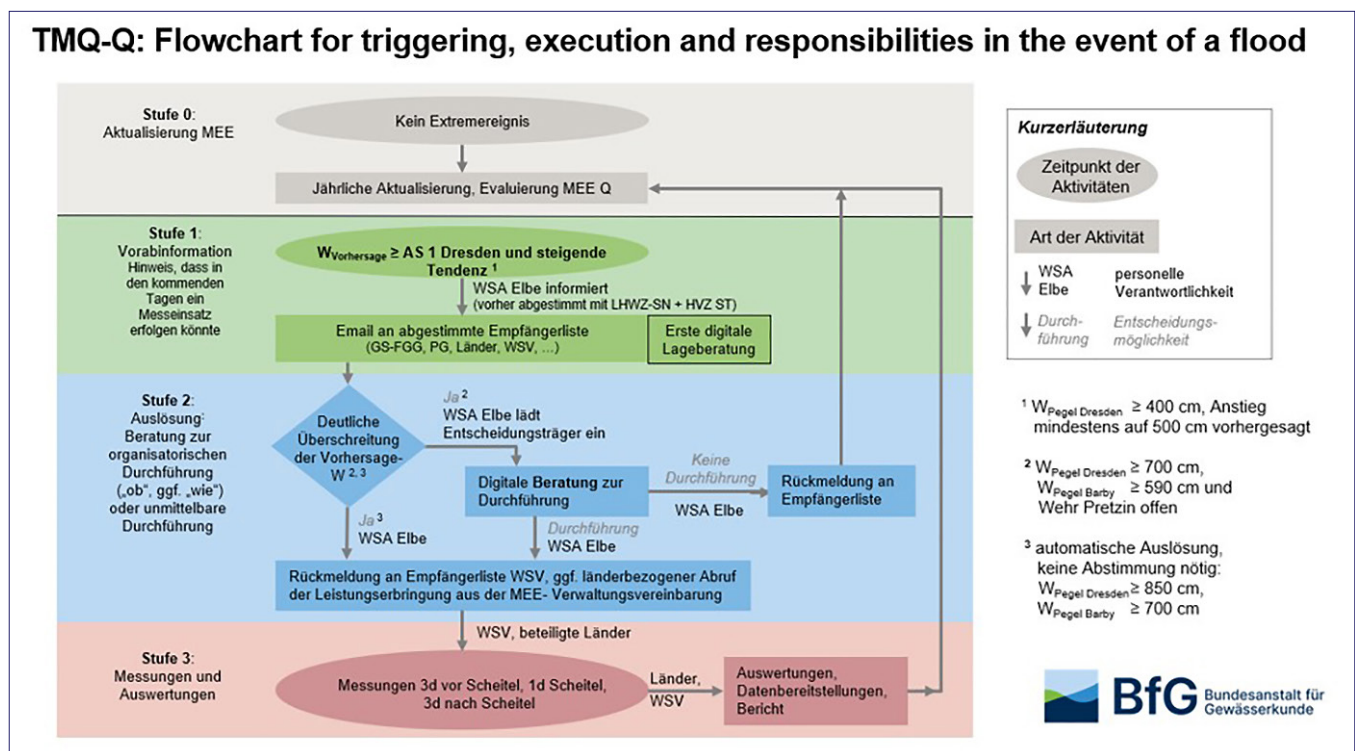 TMQ-Q: Flowchart for triggering, execution and responsibilities in the event of a flood
Stufe 0:
Aktualisierung MEE
Kein Extremereignis
Jährliche Aktualisierung, Evaluierung MEE Q
Stufe 1:
Vorabinformation
Hinweis, dass in
den kommenden
Tagen ein
Messeinsatz
erfolgen könnte
WVorhersage ≥ AS 1 Dresden und steigende
Tendenz 1
WSA Elbe informiert
(vorher abgestimmt mit LHWZ-SN + HVZ ST)
Email an abgestimmte Empfängerliste
(GS-FGG, PG, Länder, WSV, ...)
Erste digitale
Lageberatung
Stufe 2:
Auslösung:
Beratung zur
organisatorischen
Durchführung
(„ob“, ggf. „wie“)
oder unmittelbare
Durchführung
Deutliche
Überschreitung
der Vorhersage-
W 2, 3
Ja 2
WSA Elbe lädt
Entscheidungsträger ein
Digitale Beratung zur
Durchführung
Keine
Durchführung
WSA Elbe
Rückmeldung an
Empfängerliste
Ja 3
WSA Elbe
Durchführung
WSA Elbe
Rückmeldung an Empfängerliste WSV, ggf. länderbezogener Abruf
der Leistungserbringung aus der MEE- Verwaltungsvereinbarung
WSV, beteiligte Länder
Stufe 3:
Messungen und
Auswertungen
Messungen 3d vor Scheitel, 1d Scheitel,
3d nach Scheitel
Länder,
WSV
Auswertungen,
Datenbereitstellungen,
Bericht
Kurzerläuterung
Zeitpunkt der
Aktivitäten
Art der Aktivität
WSA
Elbe
personelle
Verantwortlichkeit
Durch-
führung
Entscheidungs-
möglichkeit
1 WPegel Dresden ≥ 400 cm, Anstieg
mindestens auf 500 cm vorhergesagt
2 WPegel Dresden ≥ 700 cm,
WPegel Barby ≥ 590 cm und
Wehr Pretzin offen
3 automatische Auslösung,
keine Abstimmung nötig:
WPegel Dresden ≥ 850 cm,
WPegel Barby ≥ 700 cm
BfG
Bundesanstalt für
Gewässerkunde